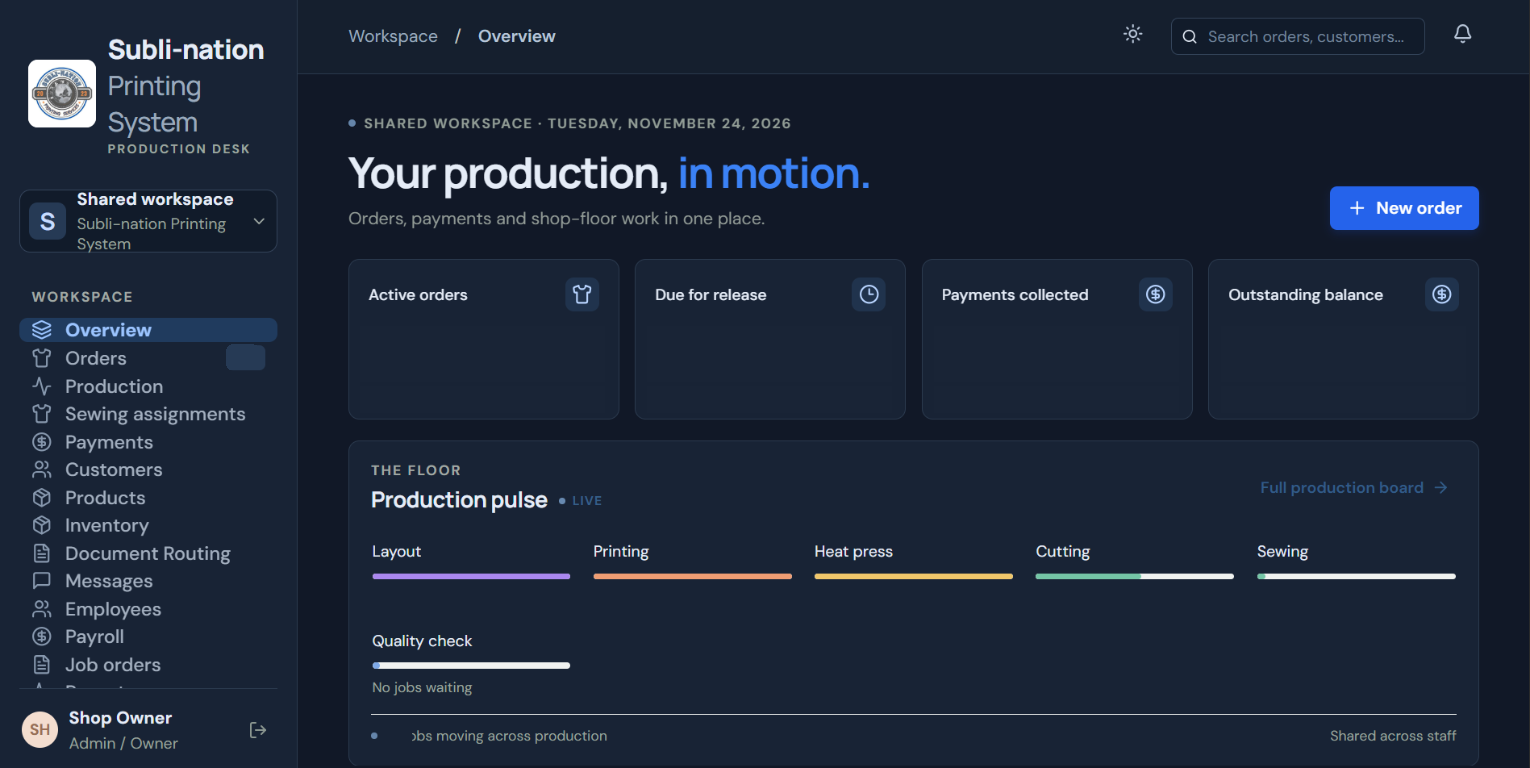 Subli-nation
Printing
System
PRODUCTION DESK
S
Shared workspace
Subli-nation Printing
System
WORKSPACE
Overview
Orders
Production
Sewing assignments
Payments
Customers
Products
Inventory
Document Routing
Messages
Employees
Payroll
Job orders
SH
Shop Owner
Admin / Owner
Workspace / Overview
Search orders, customers...
SHARED WORKSPACE · TUESDAY, NOVEMBER 24, 2026
Your production, in motion.
Orders, payments and shop-floor work in one place.
New order
Active orders
Due for release
Payments collected
Outstanding balance
THE FLOOR
Production pulse
LIVE
Full production board
Layout
Printing
Heat press
Cutting
Sewing
Quality check
No jobs waiting
obs moving across production
Shared across staff